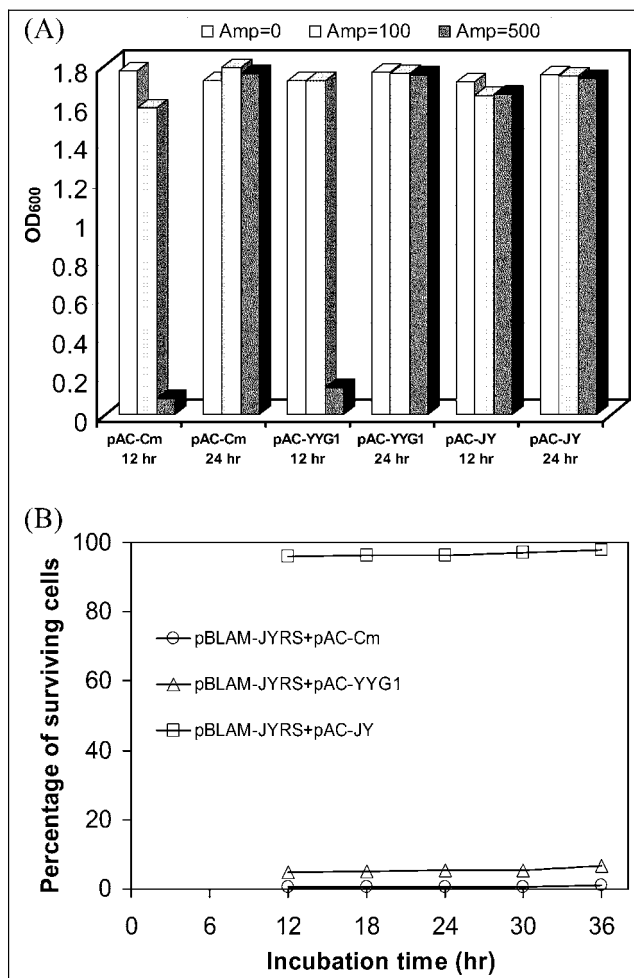 (A)
Amp=0 Amp=100 Amp=500
1.8
1.6
1.4
1.2
1
0.8
0.6
0.4
0.2
0
OD600
pAC-Cm pAC-Cm pAC-YYG1 pAC-YYG1 pAC-JY pAC-JY
12 hr 24 hr 12 hr 24 hr 12 hr 24 hr
(B)
100
80
60
40
20
0
Percentage of surviving cells
pBLAM-JYRS+pAC-Cm
pBLAM-JYRS+pAC-YYG1
pBLAM-JYRS+pAC-JY
0 6 12 18 24 30 36
Incubation time (hr)